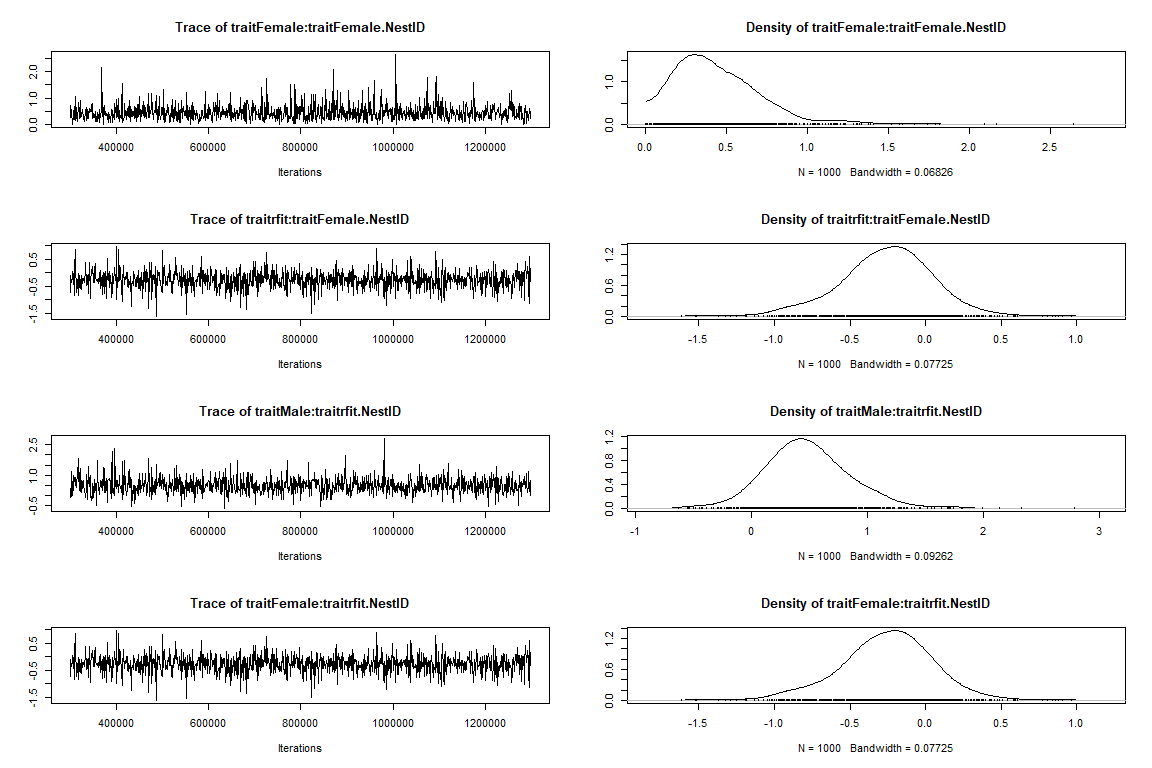 Trace of traitFemale:traitFemale.NestID
0.0 1.0 2.0
400000 600000 800000 1000000 1200000
Iterations
Density of traitFemale:traitFemale.NestID
0.0 1.0
0.0 0.5 1.0 1.5 2.0 2.5
N = 1000 Bandwidth = 0.06826
Trace of traitrfit:traitFemale.NestID
-1.5 -0.5 0.5
400000 600000 800000 1000000 1200000
Iterations
Density of traitrfit:traitFemale.NestID
0.0 0.6 1.2
-1.5 -1.0 -0.5 0.0 0.5 1.0
N = 1000 Bandwidth = 0.07725
Trace of traitMale:traitrfit.NestID
-0.5 1.0 2.5
400000 600000 800000 1000000 1200000
Iterations
Density of traitMale:traitrfit.NestID
0.0 0.4 0.8 1.2
-1 0 1 2 3
N = 1000 Bandwidth = 0.09262
Trace of traitFemale:traitrfit.NestID
-1.5 -0.5 0.5
400000 600000 800000 1000000 1200000
Iterations
Density of traitFemale:traitrfit.NestID
0.0 0.6 1.2
-1.5 -1.0 -0.5 0.0 0.5 1.0
N = 1000 Bandwidth = 0.07725